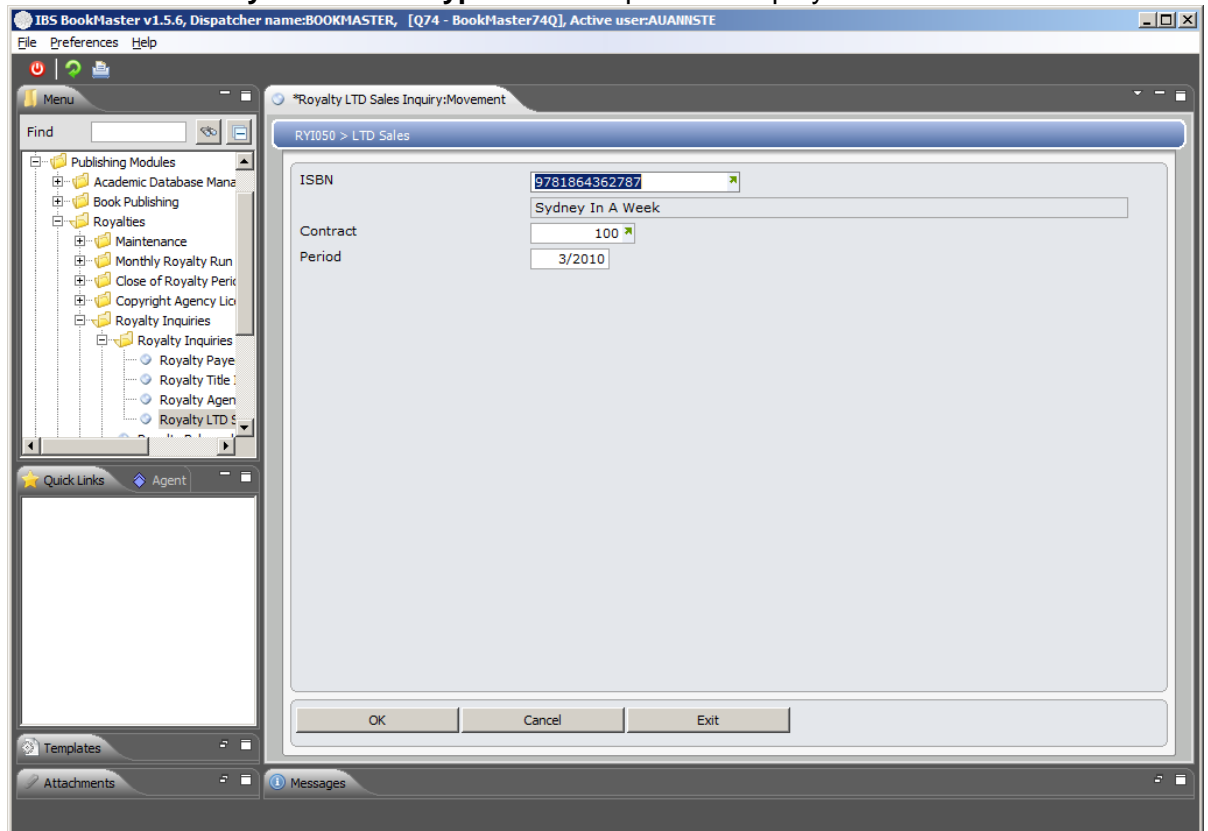 IBS BookMaster v1.5.6, Dispatcher name:BOOKMASTER, [Q74 - BookMaster74Q], Active user:AUANNSTE
File Preferences Help
Menu
*Royalty LTD Sales Inquiry:Movement
Find
RYI050 > LTD Sales
Publishing Modules
Academic Database Mana
Book Publishing
Royalties
Maintenance
Monthly Royalty Run
Close of Royalty Peri
Copyright Agency Lic
Royalty Inquiries
Royalty Inquiries
Royalty Paye
Royalty Title
Royalty Agen
Royalty LTD S
ISBN 9781864362787
Sydney In A Week
Contract 100
Period 3/2010
Quick Links Agent
OK Cancel Exit
Templates
Attachments
Messages